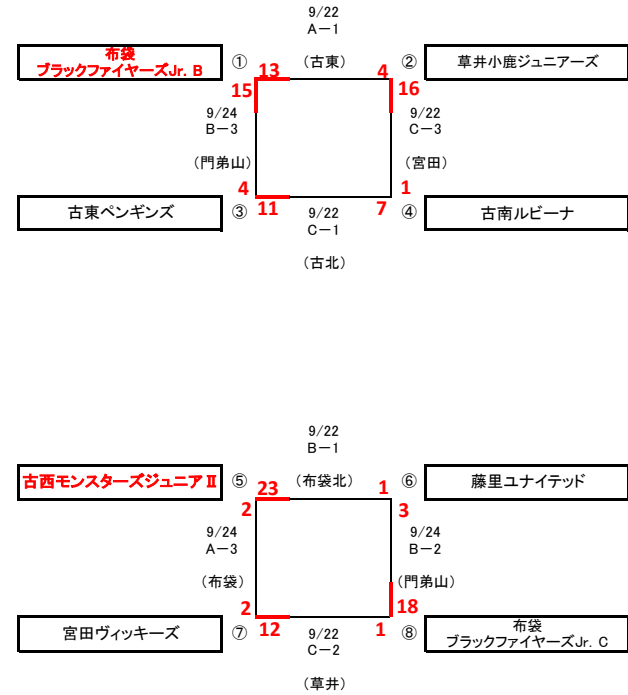 9/22
A－1
布袋
ブラックファイヤーズJr. B
①
13
（古東）
4
②
草井小鹿ジュニアーズ
15
16
9/24
B－3
9/22
C－3
（門弟山）
（宮田）
4
1
古東ペンギンズ
③
11
9/22
C－1
7
④
古南ルビーナ
（古北）
9/22
B－1
古西モンスターズジュニアⅡ
⑤
23
（布袋北）
1
⑥
藤里ユナイテッド
2
3
9/24
A－3
9/24
B－2
（布袋）
（門弟山）
2
18
宮田ヴィッキーズ
⑦
12
9/22
C－2
1
⑧
布袋
ブラックファイヤーズJr. C
（草井）